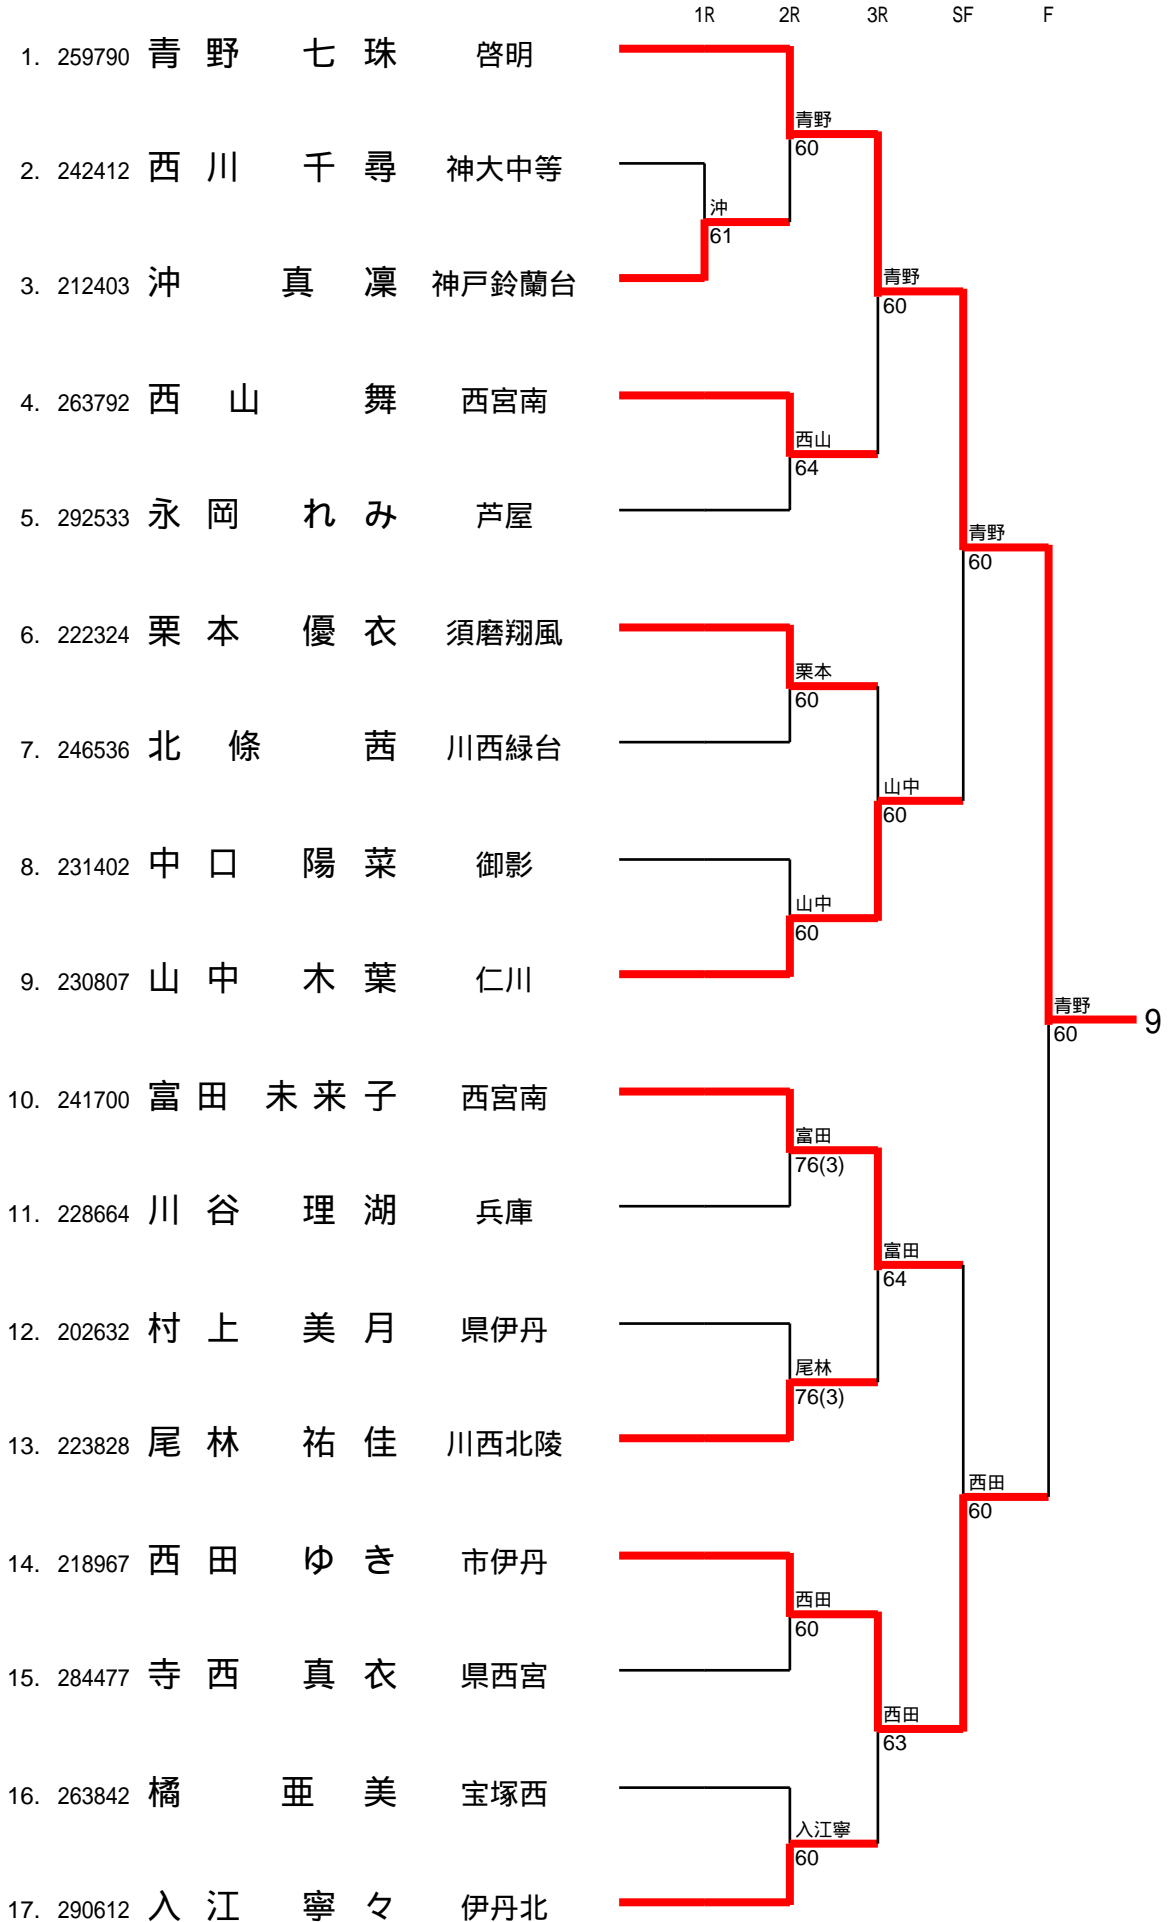 1R 2R 3R SF F
1. 259790 青野 七珠 啓明
青野
60
2. 242412 西川 千尋 神大中等
沖
61
3. 212403 沖 真凜 神戸鈴蘭台
青野
60
4. 263792 西山 舞 西宮南
西山
64
5. 292533 永岡 れみ 芦屋
青野
60
6. 222324 栗本 優衣 須磨翔風
栗本
60
7. 246536 北條 茜 川西緑台
山中
60
8. 231402 中口 陽菜 御影
山中
60
9. 230807 山中 木葉 仁川
青野
60
9
10. 241700 富田 未来子 西宮南
富田
76(3)
11. 228664 川谷 理湖 兵庫
富田
64
12. 202632 村上 美月 県伊丹
尾林
76(3)
13. 223828 尾林 祐佳 川西北陵
西田
60
14. 218967 西田 ゆき 市伊丹
西田
60
15. 284477 寺西 真衣 県西宮
西田
63
16. 263842 橘 亜美 宝塚西
入江寧
60
17. 290612 入江 寧々 伊丹北